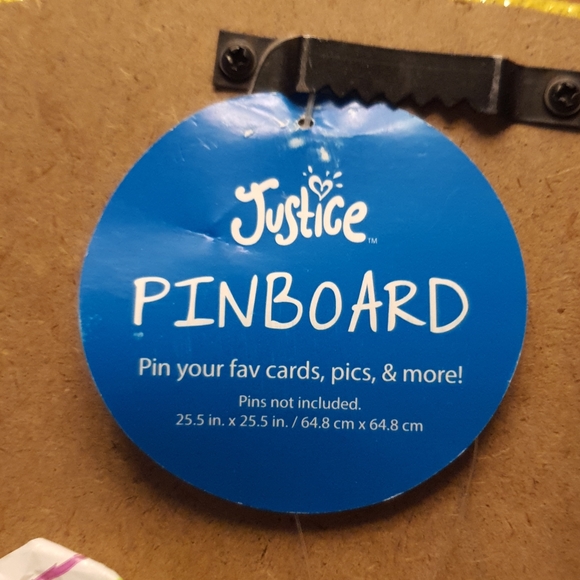 Justice™
PINBOARD
Pin your fav cards, pics, & more!
Pins not included.
25.5 in. x 25.5 in. / 64.8 cm x 64.8 cm